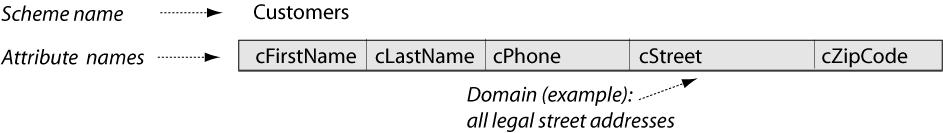 Scheme name Customers
Attribute names cFirstName cLastName cPhone cStreet cZipCode
Domain (example):
all legal street addresses